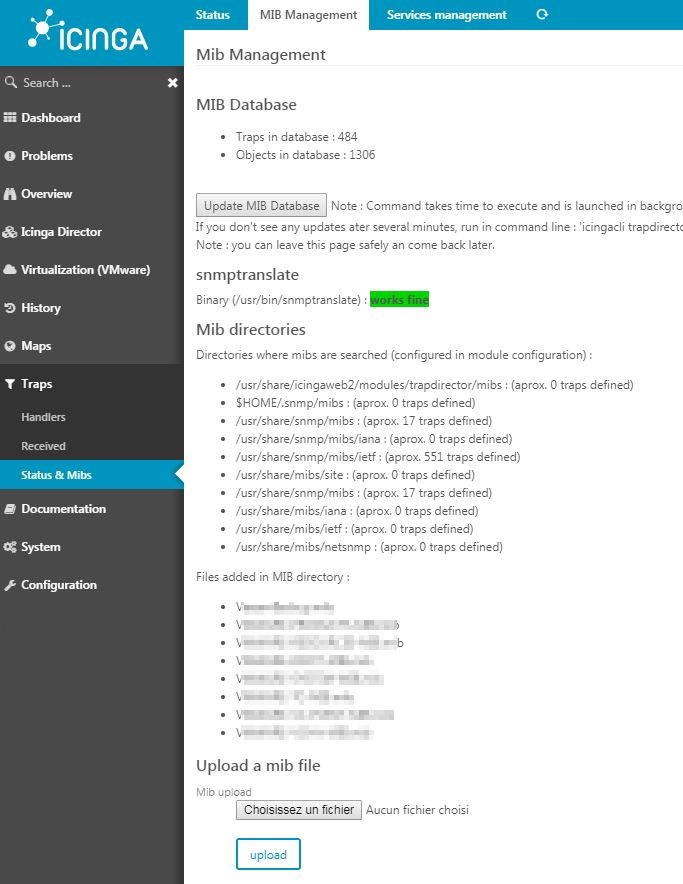 icinga
Status
MIB Management
Services management
Search ...
Dashboard
Problems
Overview
Icinga Director
Virtualization (VMware)
History
Maps
Traps
Handlers
Received
Status & Mibs
Documentation
System
Configuration
Mib Management
MIB Database
Traps in database : 484
Objects in database : 1306
Update MIB Database Note : Command takes time to execute and is launched in backgro
If you don't see any updates ater several minutes, run in command line : 'icingacli trapdirecto
Note : you can leave this page safely an come back later.
snmptranslate
Binary (/usr/bin/snmptranslate) : works fine
Mib directories
Directories where mibs are searched (configured in module configuration) :
/usr/share/icingaweb2/modules/trapdirector/mibs : (aprox. 0 traps defined)
$HOME/.snmp/mibs : (aprox. 0 traps defined)
/usr/share/snmp/mibs : (aprox. 17 traps defined)
/usr/share/snmp/mibs/iana : (aprox. 0 traps defined)
/usr/share/snmp/mibs/ietf : (aprox. 551 traps defined)
/usr/share/mibs/site : (aprox. 0 traps defined)
/usr/share/snmp/mibs : (aprox. 17 traps defined)
/usr/share/mibs/iana : (aprox. 0 traps defined)
/usr/share/mibs/ietf : (aprox. 0 traps defined)
/usr/share/mibs/netsnmp : (aprox. 0 traps defined)
Files added in MIB directory :
Upload a mib file
Mib upload
Choisissez un fichier Aucun fichier choisi
upload